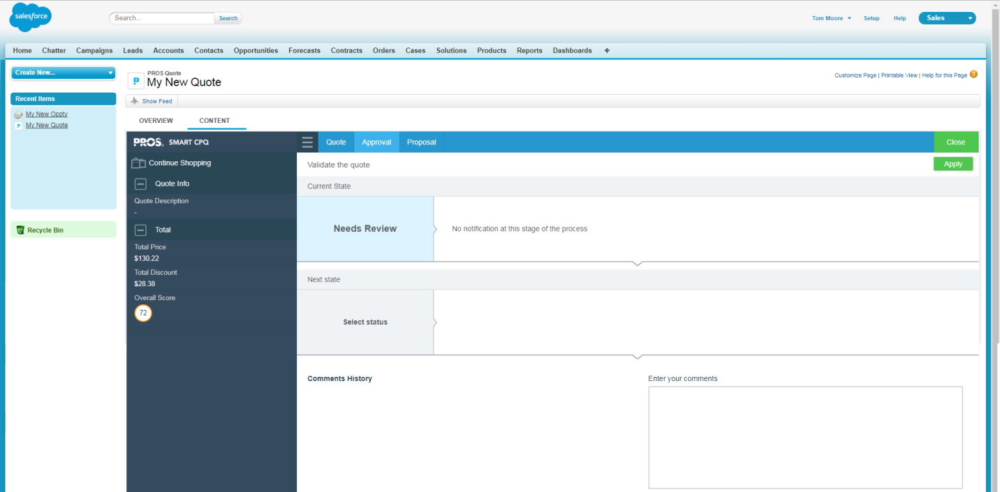 salesforce
Search...
Search
Tom Moore
Setup
Help
Sales
Home
Chatter
Campaigns
Leads
Accounts
Contacts
Opportunities
Forecasts
Contracts
Orders
Cases
Solutions
Products
Reports
Dashboards
+
Create New...
Recent Items
My New Oppty
My New Quote
Recycle Bin
P
PROS Quote
My New Quote
Customize Page | Printable View | Help for this Page
?
Show Feed
OVERVIEW
CONTENT
PROS. SMART CPQ
Continue Shopping
Quote Info
Quote Description
-
Total
Total Price
$130.22
Total Discount
$28.38
Overall Score
72
Quote
Approval
Proposal
Close
Validate the quote
Apply
Current State
Needs Review
No notification at this stage of the process
Next state
Select status
Comments History
Enter your comments